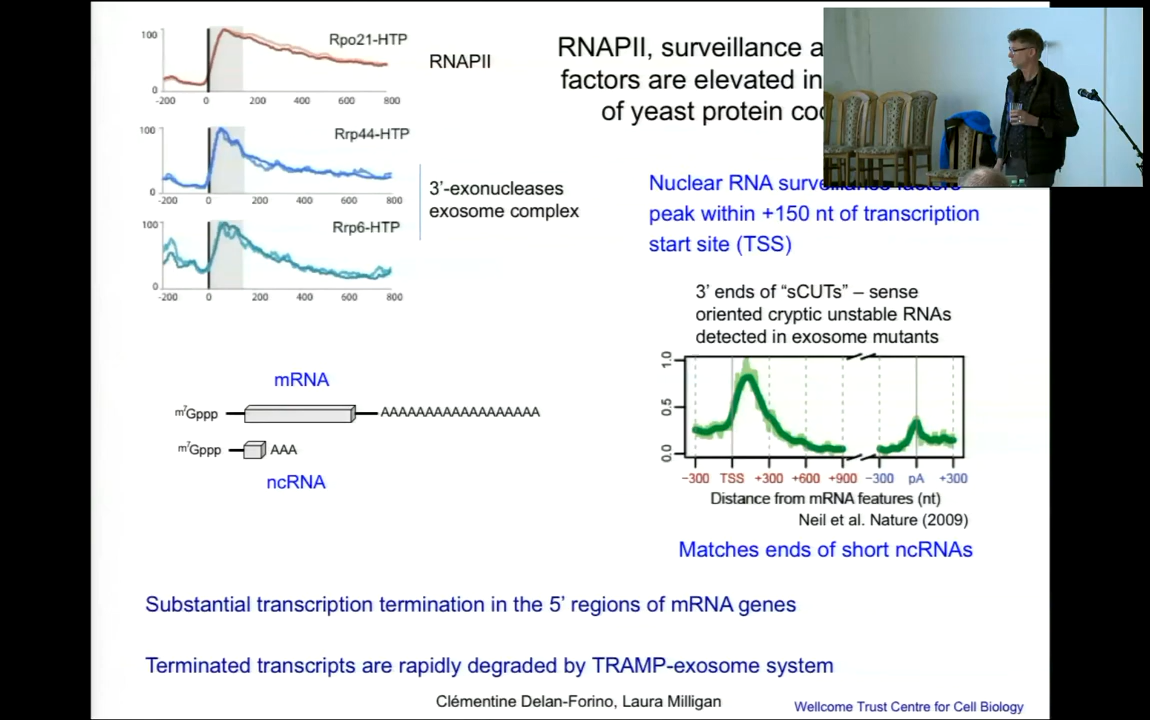 RNAPII, surveillance a
factors are elevated in
of yeast protein co
100
Rpo21-HTP
0
-200 0 200 400 600 800
RNAPII
100
Rrp44-HTP
0
-200 0 200 400 600 800
3'-exonucleases
exosome complex
100
Rrp6-HTP
0
-200 0 200 400 600 800
Nuclear RNA surveillance factors
peak within +150 nt of transcription
start site (TSS)
3' ends of “sCUTs” – sense
oriented cryptic unstable RNAs
detected in exosome mutants
1.0
0.5
0.0
−300 TSS +300 +600 +900 −300 pA +300
Distance from mRNA features (nt)
Neil et al. Nature (2009)
Matches ends of short ncRNAs
mRNA
m7Gppp AAAAAAAAAAAAAAAAAA
m7Gppp AAA
ncRNA
Substantial transcription termination in the 5’ regions of mRNA genes
Terminated transcripts are rapidly degraded by TRAMP-exosome system
Clémentine Delan-Forino, Laura Milligan
Wellcome Trust Centre for Cell Biology